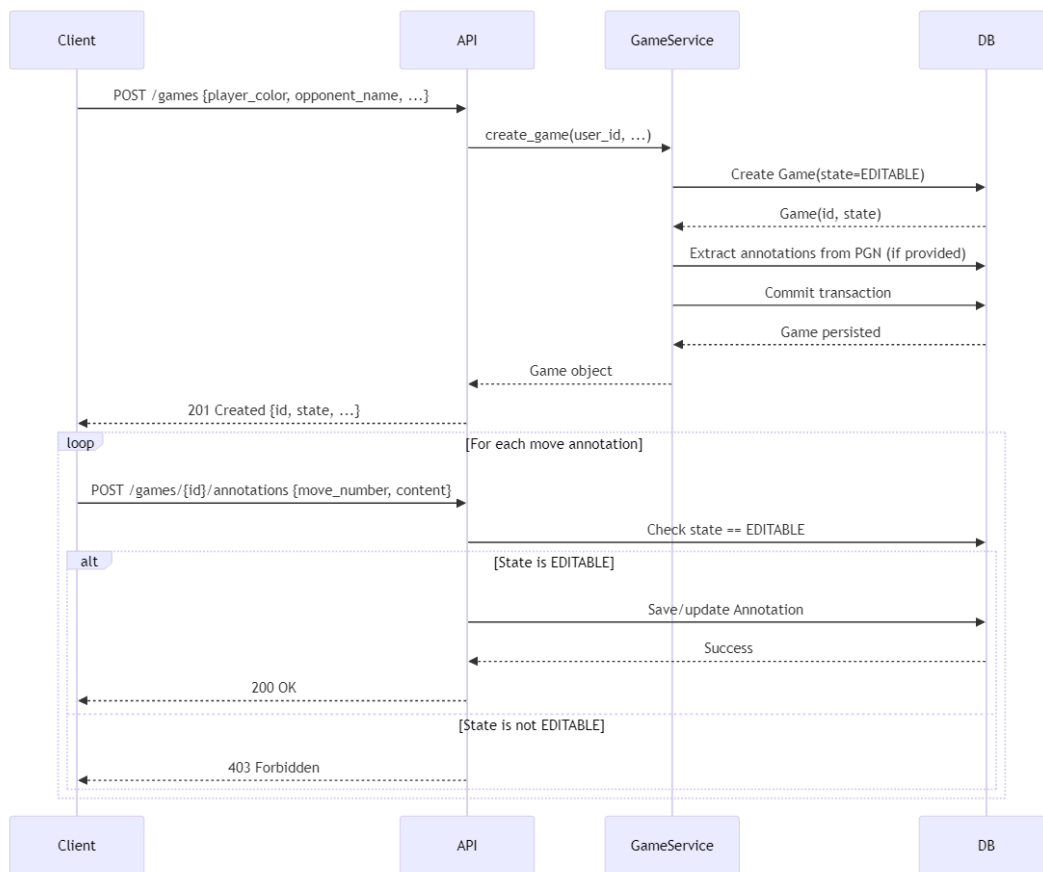 Client
API
GameService
DB
POST /games {player_color, opponent_name, ...}
create_game(user_id, ...)
Create Game(state=EDITABLE)
Game(id, state)
Extract annotations from PGN (if provided)
Commit transaction
Game persisted
Game object
201 Created {id, state, ...}
loop
[For each move annotation]
POST /games/{id}/annotations {move_number, content}
Check state == EDITABLE
alt
[State is EDITABLE]
Save/update Annotation
Success
200 OK
[State is not EDITABLE]
403 Forbidden
Client
API
GameService
DB